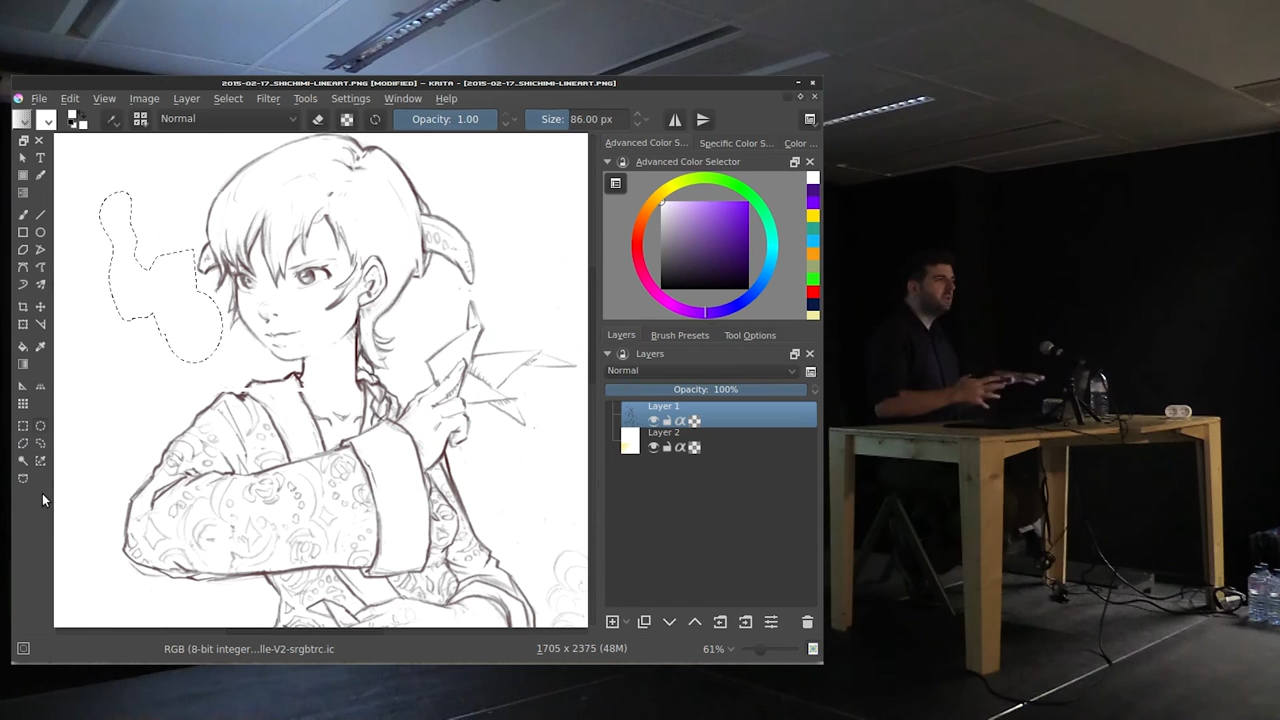 2015-02-17_SHICHIMI-LINEART.PNG [MODIFIED] – KRITA - [2015-02-17_SHICHIMI-LINEART.PNG]
File Edit View Image Layer Select Filter Tools Settings Window Help
Normal Opacity: 1.00 Size: 86.00 px
Advanced Color S... Specific Color S... Color ...
Advanced Color Selector
Layers Brush Presets Tool Options
Layers
Normal
Opacity: 100%
Layer 1
Layer 2
RGB (8-bit integer...lle-V2-srgbtrc.ic 1705 x 2375 (48M) 61%